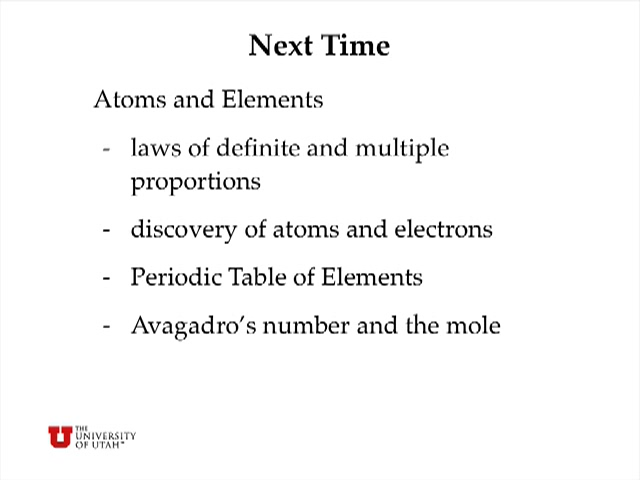 Next Time
Atoms and Elements
- laws of definite and multiple
proportions
- discovery of atoms and electrons
- Periodic Table of Elements
- Avagadro's number and the mole
THE
UNIVERSITY
OF UTAH™